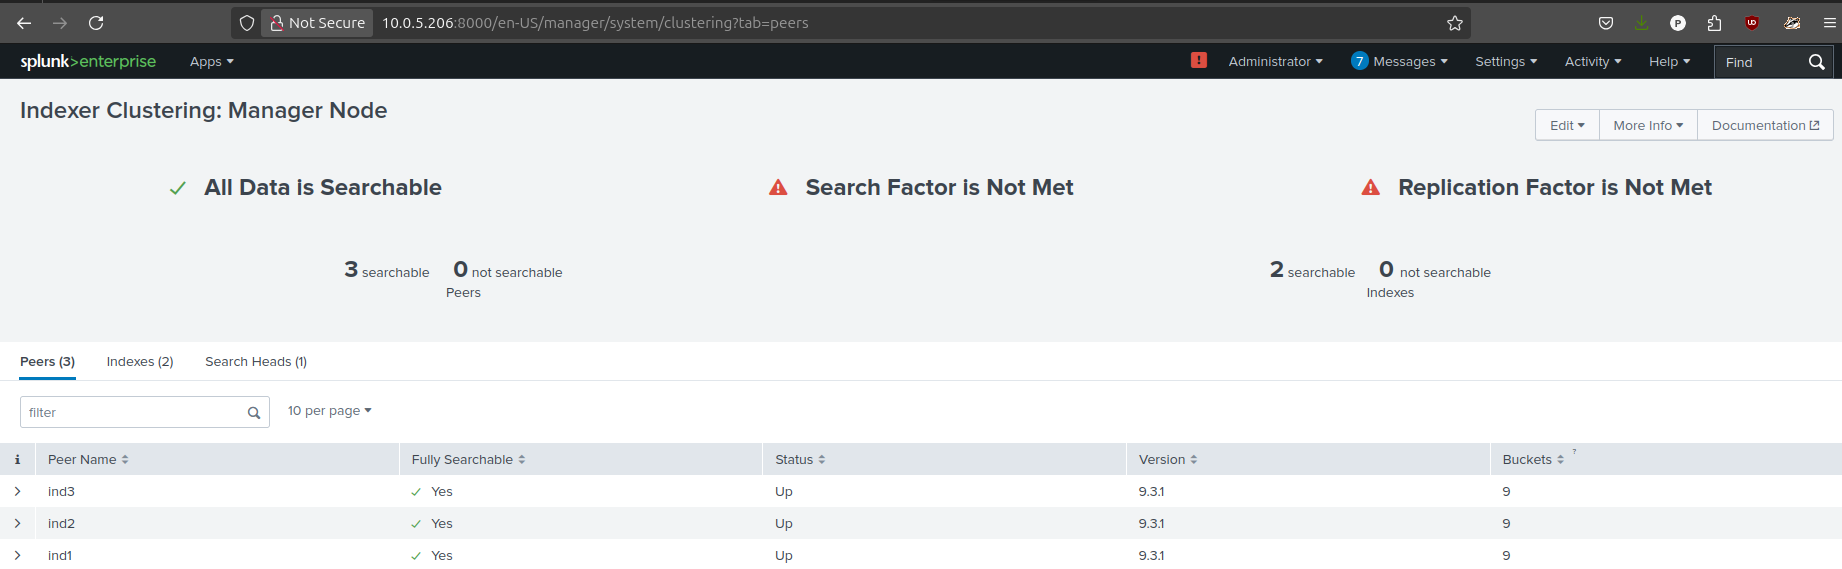 Not Secure 10.0.5.206:8000/en-US/manager/system/clustering?tab=peers
splunk>enterprise Apps Administrator 7 Messages Settings Activity Help Find
Indexer Clustering: Manager Node
Edit More Info Documentation
All Data is Searchable Search Factor is Not Met Replication Factor is Not Met
3 searchable 0 not searchable 2 searchable 0 not searchable
Peers Indexes
Peers (3) Indexes (2) Search Heads (1)
filter 10 per page
i Peer Name Fully Searchable Status Version Buckets ?
ind3 Yes Up 9.3.1 9
ind2 Yes Up 9.3.1 9
ind1 Yes Up 9.3.1 9